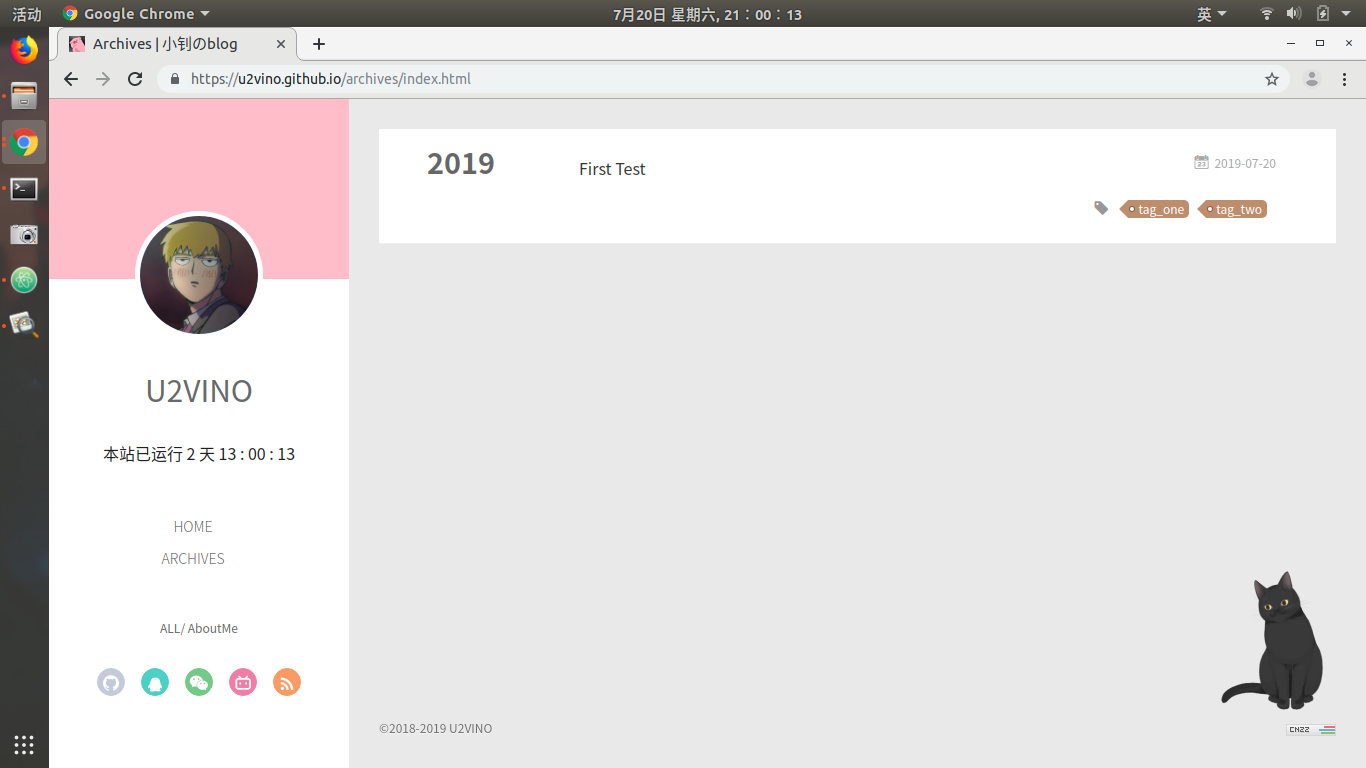 活动 Google Chrome 7月20日 星期六, 21:00:13 英
Archives | 小钊のblog
https://u2vino.github.io/archives/index.html
2019 First Test 2019-07-20
tag_one tag_two
U2VINO
本站已运行 2 天 13 : 00 : 13
HOME
ARCHIVES
ALL/ AboutMe
©2018-2019 U2VINO CNZZ